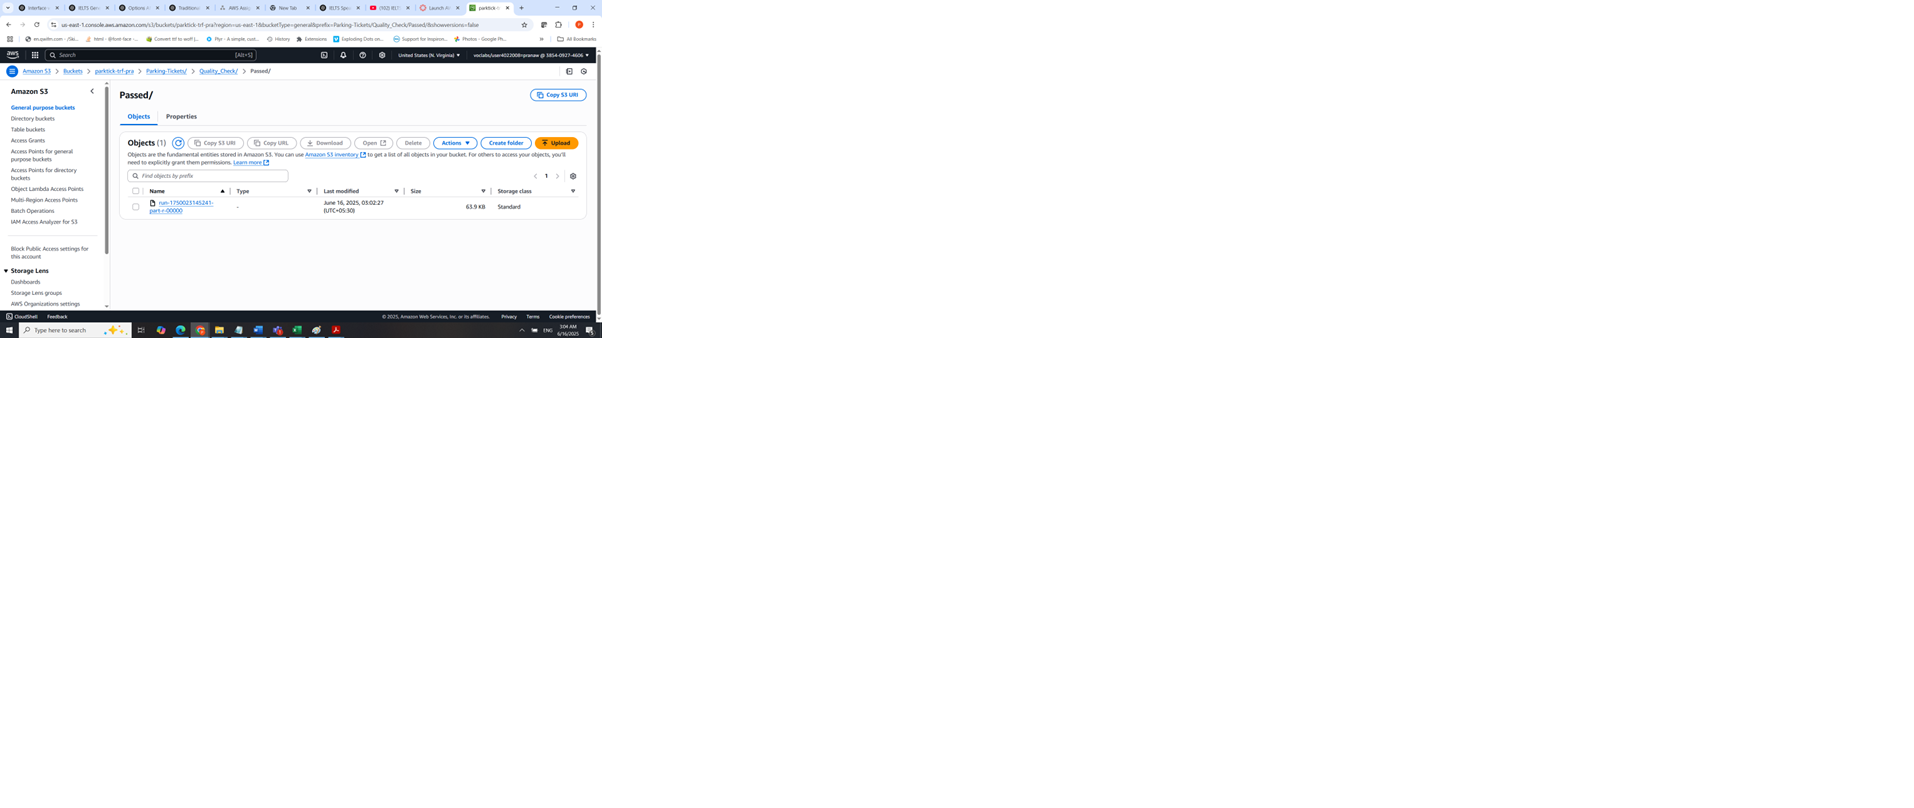 Interface
IELTS Gen
Options A
Traditiona
AWS Assi
New Tab
IELTS Spe
(102) IEL
Launch A
parktick-t
us-east-1.console.aws.amazon.com/s3/buckets/parktick-trf-pra?region=us-east-1&bucketType=general&prefix=Parking-Tickets/Quality_Check/Passed/&showversions=false
en.savefrm.com - /Ski...
html - @font-face -...
Convert ttf to woff |...
Plyr - A simple, cust...
History
Extensions
Exploding Dots on...
Support for Improm...
Photos - Google Ph...
All Bookmarks
aws
Search
[Alt+S]
United States (N. Virginia)
voclabs/user4022008=pranaw @ 3854-0927-4606
Amazon S3
Buckets
parktick-trf-pra
Parking-Tickets/
Quality_Check/
Passed/
Amazon S3
General purpose buckets
Directory buckets
Table buckets
Access Grants
Access Points for general
purpose buckets
Access Points for directory
buckets
Object Lambda Access Points
Multi-Region Access Points
Batch Operations
IAM Access Analyzer for S3
Block Public Access settings for
this account
Storage Lens
Dashboards
Storage Lens groups
AWS Organizations settings
Passed/
Copy S3 URI
Objects
Properties
Objects (1)
Copy S3 URI
Copy URL
Download
Open
Delete
Actions
Create folder
Upload
Objects are the fundamental entities stored in Amazon S3. You can use Amazon S3 inventory to get a list of all objects in your bucket. For others to access your objects, you'll
need to explicitly grant them permissions. Learn more
Find objects by prefix
1
Name
Type
Last modified
Size
Storage class
run-1750023145241-
part-r-00000
-
June 16, 2025, 03:02:27
(UTC+05:30)
63.9 KB
Standard
CloudShell
Feedback
© 2025, Amazon Web Services, Inc. or its affiliates.
Privacy
Terms
Cookie preferences
Type here to search
ENG
3:04 AM
6/16/2025